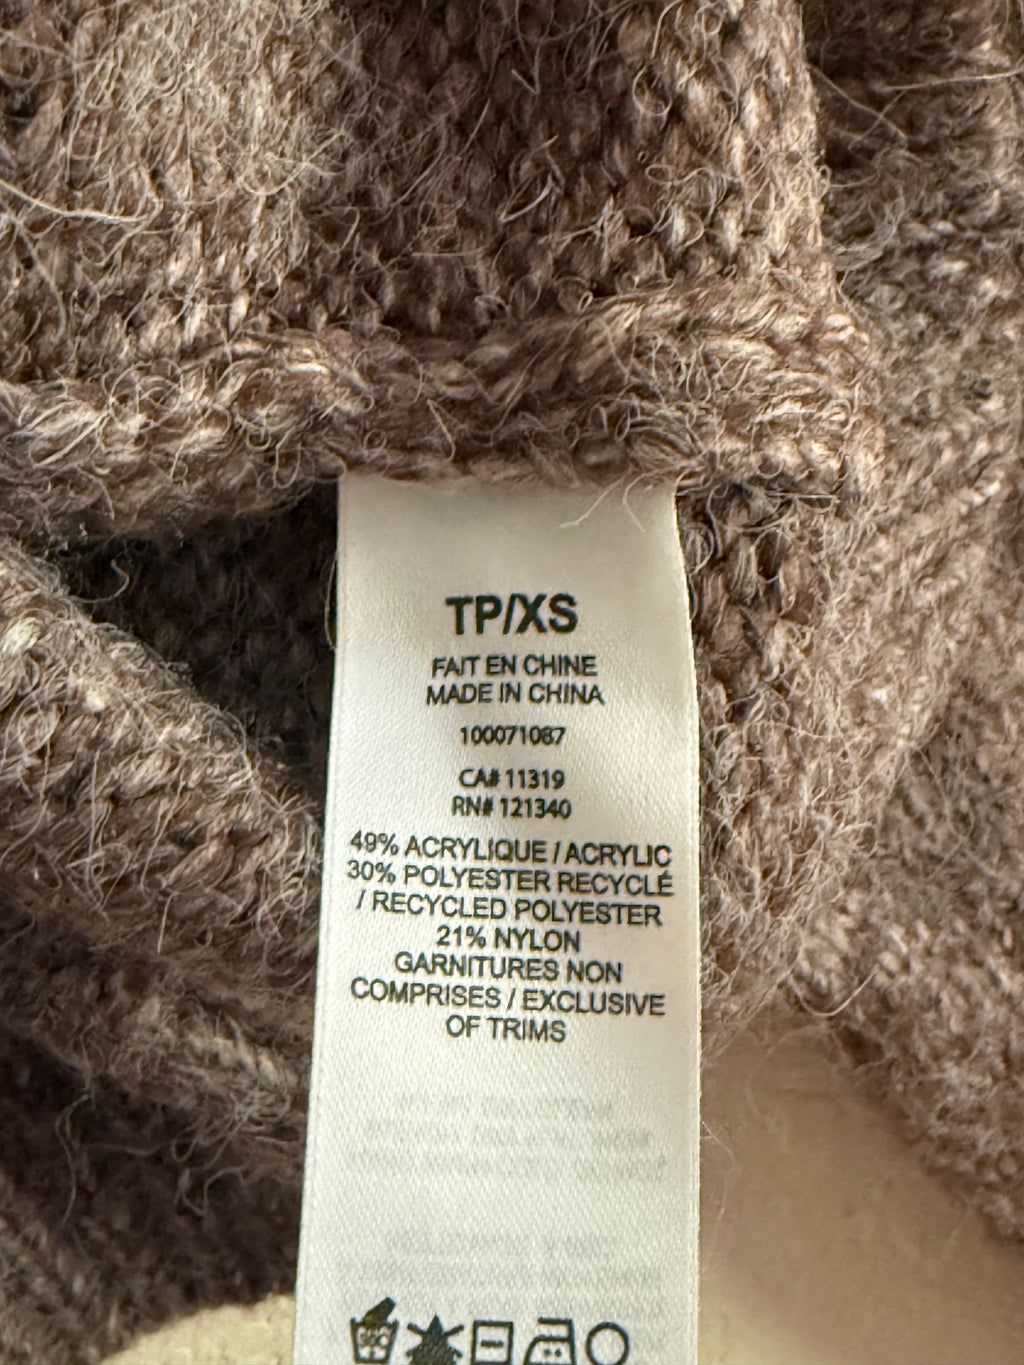 TP/XS
FAIT EN CHINE
MADE IN CHINA
100071087
CA# 11319
RN# 121340
49% ACRYLIQUE / ACRYLIC
30% POLYESTER RECYCLÉ
/ RECYCLED POLYESTER
21% NYLON
GARNITURES NON
COMPRISES / EXCLUSIVE
OF TRIMS